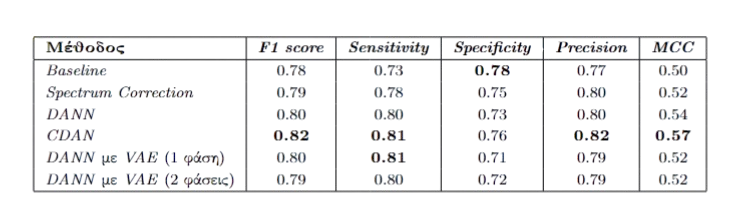 Μέθοδος F1 score Sensitivity Specificity Precision MCC
Baseline 0.78 0.73 0.78 0.77 0.50
Spectrum Correction 0.79 0.78 0.75 0.80 0.52
DANN 0.80 0.80 0.73 0.80 0.54
CDAN 0.82 0.81 0.76 0.82 0.57
DANN με VAE (1 φάση) 0.80 0.81 0.71 0.79 0.52
DANN με VAE (2 φάσεις) 0.79 0.80 0.72 0.79 0.52